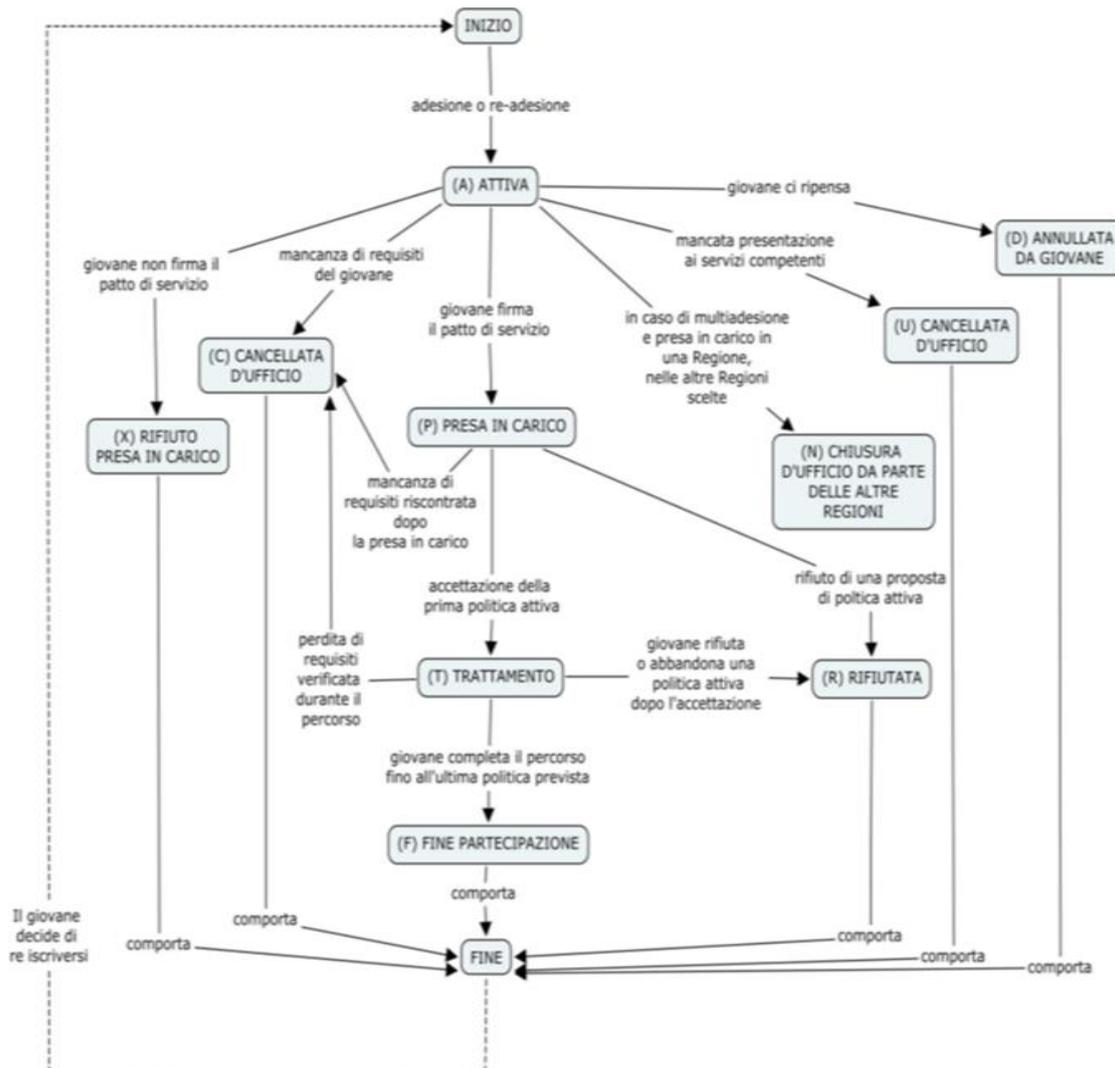 INIZIO
adesione o re-adesione
(A) ATTIVA
giovane ci ripensa
(D) ANNULLATA
DA GIOVANE
mancata presentazione
ai servizi competenti
(U) CANCELLATA
D'UFFICIO
giovane non firma il
patto di servizio
mancanza di requisiti
del giovane
giovane firma
il patto di servizio
in caso di multiadesione
e presa in carico in
una Regione,
nelle altre Regioni
scelte
(C) CANCELLATA
D'UFFICIO
(X) RIFIUTO
PRESA IN CARICO
(P) PRESA IN CARICO
(N) CHIUSURA
D'UFFICIO DA PARTE
DELLE ALTRE
REGIONI
mancanza di
requisiti riscontrata
dopo
la presa in carico
accettazione della
prima politica attiva
rifiuto di una proposta
di poltica attiva
perdita di
requisiti
verificata
durante il
percorso
(T) TRATTAMENTO
giovane rifiuta
o abbandona una
politica attiva
dopo l'accettazione
(R) RIFIUTATA
giovane completa il percorso
fino all'ultima politica prevista
(F) FINE PARTECIPAZIONE
comporta
Il giovane
decide di
re iscriversi
comporta
comporta
FINE
comporta
comporta
comporta